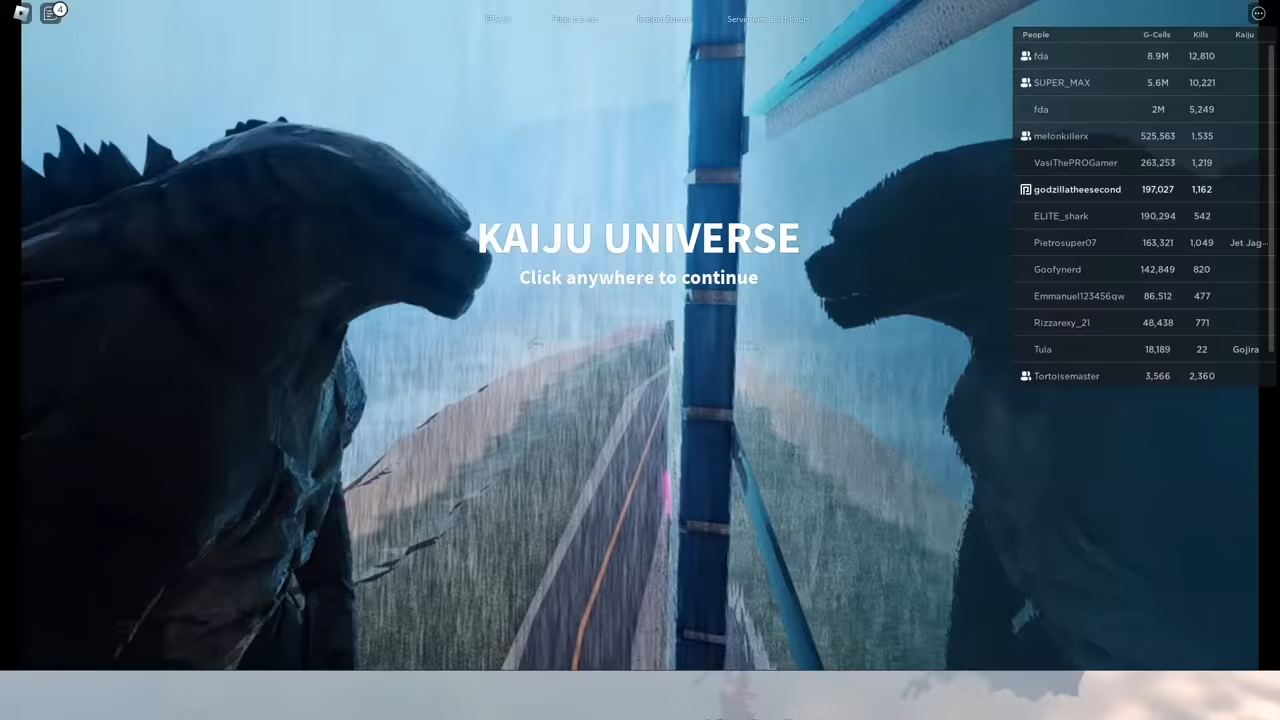 4
People G-Cells Kills Kaiju
fda 8.9M 12,810
SUPER_MAX 5.6M 10,221
fda 2M 5,249
melonkillerx 525,563 1,535
VasiThePROGamer 263,253 1,219
godzillatheesecond 197,027 1,162
ELITE_shark 190,294 542
Pietrosuper07 163,321 1,049 Jet Jag...
Goofynerd 142,849 820
Emmanuel123456qw 86,512 477
Rizzarexy_21 48,438 771
Tula 18,189 22 Gojira
Tortoisemaster 3,566 2,360
KAIJU UNIVERSE
Click anywhere to continue